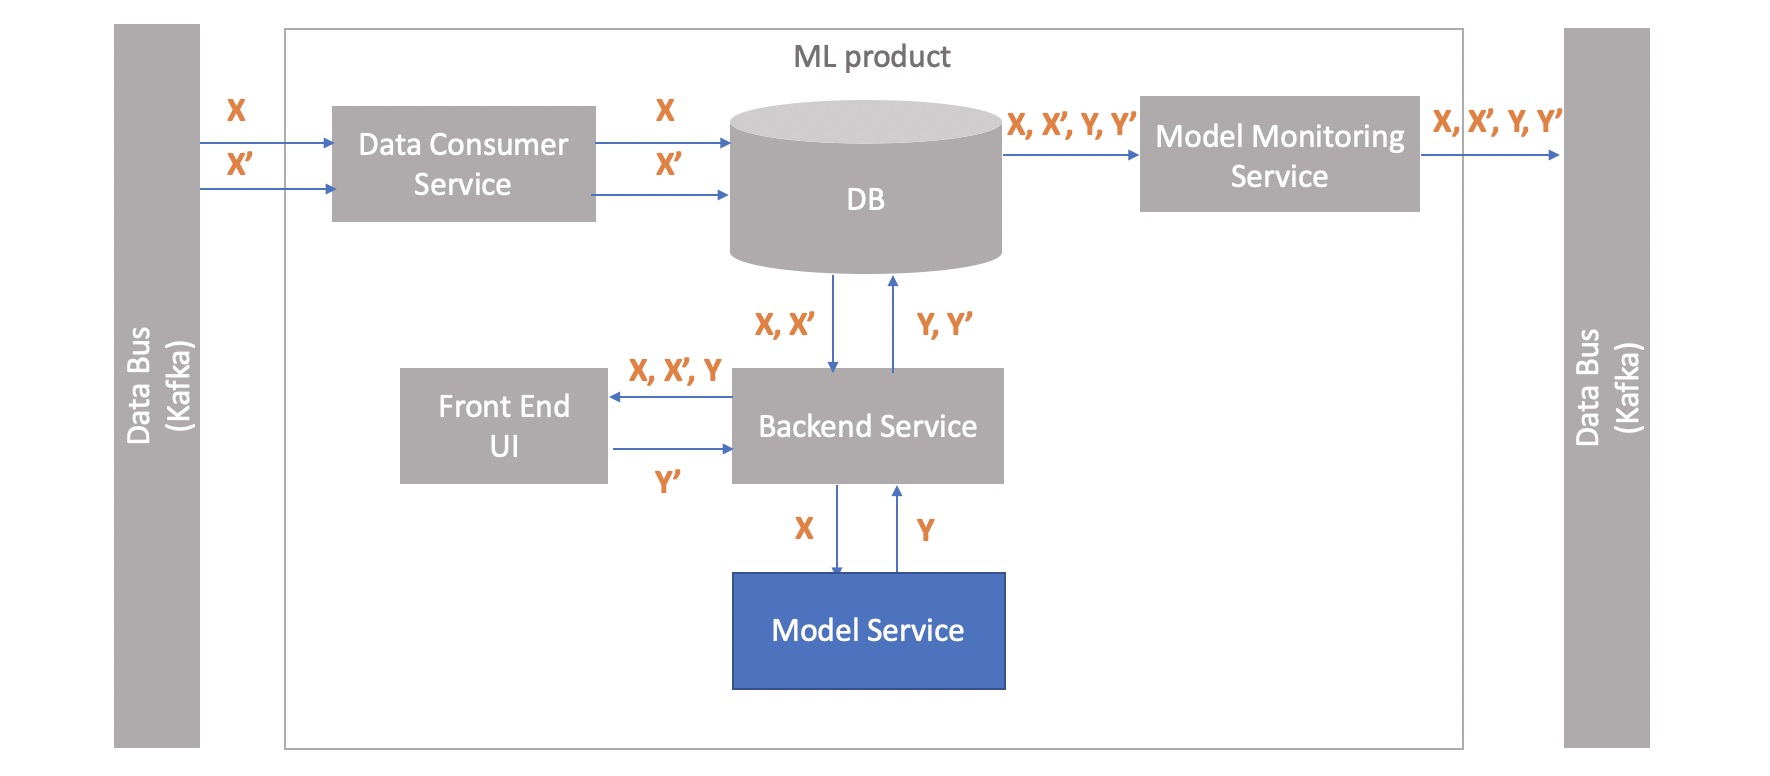 ML product
Data Bus
(Kafka)
X
X’
Data Consumer
Service
X
X’
DB
X, X’, Y, Y’
Model Monitoring
Service
X, X’, Y, Y’
Data Bus
(Kafka)
X, X’
Y, Y’
Front End
UI
X, X’, Y
Y’
Backend Service
X
Y
Model Service